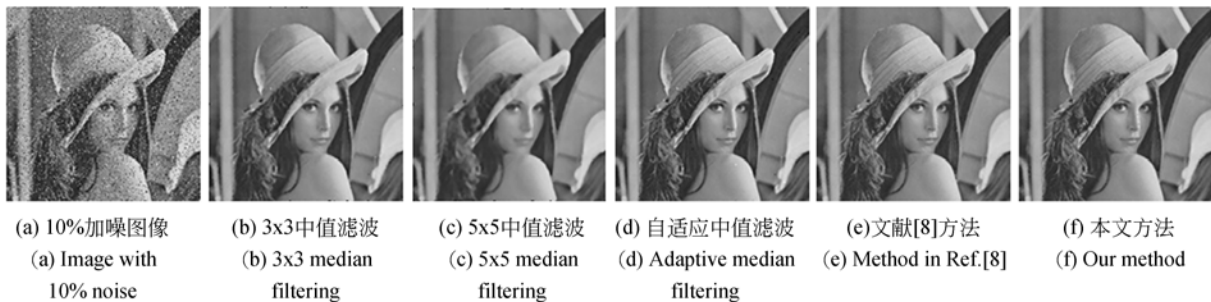 (a) 10%加噪图像
(b) 3x3中值滤波
(c) 5x5中值滤波
(d) 自适应中值滤波
(e)文献[8]方法
(f) 本文方法
(a) Image with
10% noise
(b) 3x3 median
filtering
(c) 5x5 median
filtering
(d) Adaptive median
filtering
(e) Method in Ref.[8]
(f) Our method